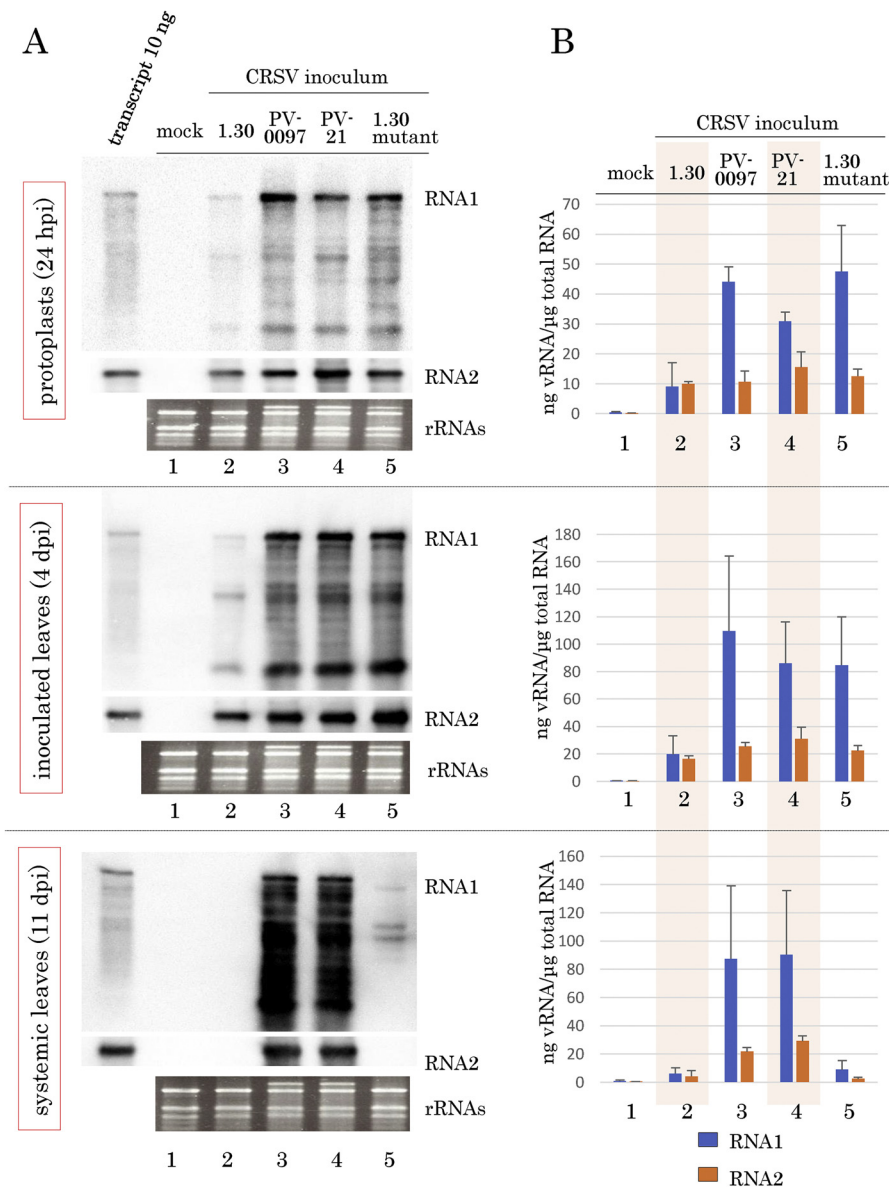 A
B
transcript 10 ng
CRSV inoculum
mock
1.30
PV-
0097
PV-
21
1.30
mutant
RNA1
RNA2
rRNAs
1 2 3 4 5
protoplasts (24 hpi)
CRSV inoculum
mock
1.30
PV-
0097
PV-
21
1.30
mutant
ng vRNA/µg total RNA
70
60
50
40
30
20
10
0
1 2 3 4 5
inoculated leaves (4 dpi)
RNA1
RNA2
rRNAs
1 2 3 4 5
ng vRNA/µg total RNA
180
160
140
120
100
80
60
40
20
0
1 2 3 4 5
systemic leaves (11 dpi)
RNA1
RNA2
rRNAs
1 2 3 4 5
ng vRNA/µg total RNA
160
140
120
100
80
60
40
20
0
1 2 3 4 5
RNA1
RNA2